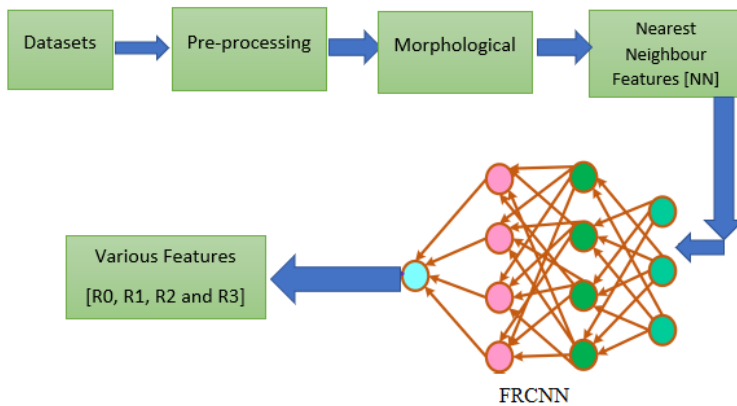 Datasets
Pre-processing
Morphological
Nearest
Neighbour
Features [NN]
Various Features
[R0, R1, R2 and R3]
FRCNN